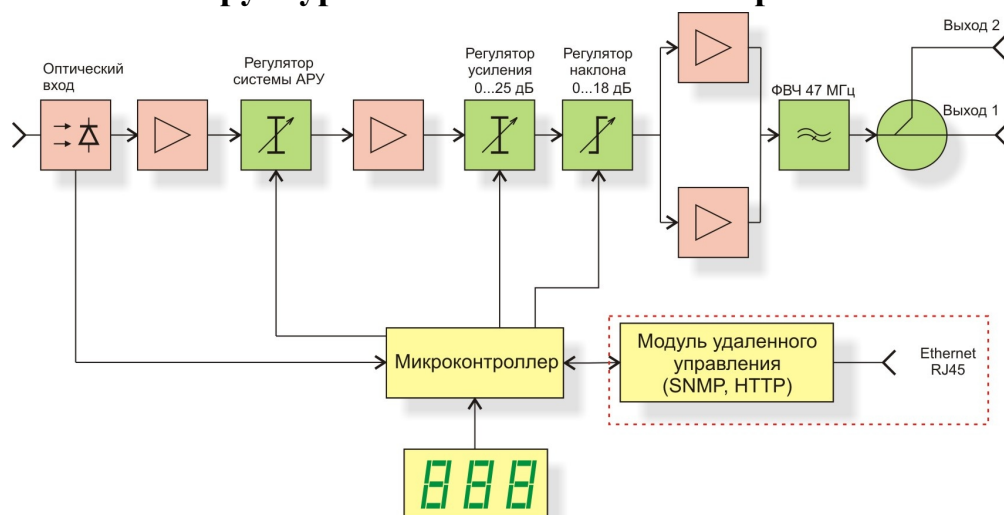 Оптический
вход
Регулятор
системы АРУ
Регулятор
усиления
0...25 дБ
Регулятор
наклона
0...18 дБ
ФВЧ 47 МГц
Выход 2
Выход 1
Микроконтроллер
Модуль удаленного
управления
(SNMP, HTTP)
Ethernet
RJ45
888